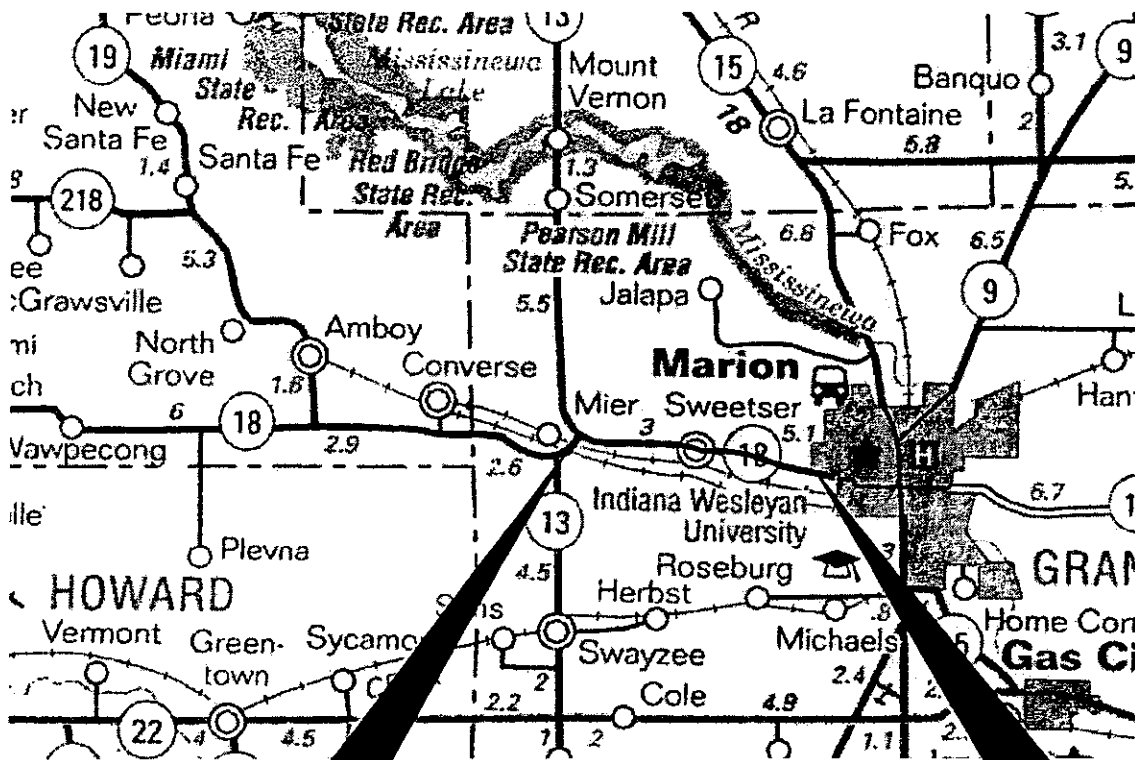 Peoria
State Rec. Area
13
19
Miami
State
Rec. Area
Mississinewa
Lake
Mount
Vernon
15
4.6
3.1
9
Banquo
New
Santa Fe
18
La Fontaine
2
5.8
1.4
Santa Fe
Red Bridge
State Rec.
Area
1.3
Somerset
218
5.
6.8
Fox
6.5
5.3
Pearson Mill
State Rec. Area
Mississinewa
9
Jalapa
5.5
cGrawsville
North
Grove
Amboy
Converse
Marion
1.6
Mier
3
Sweetser
5.1
6
18
2.9
2.6
18
H
Wawpecong
Indiana Wesleyan
University
6.7
13
Plevna
4.5
3
HOWARD
Roseburg
Herbst
GRAN
Vermont
Green-
town
Swayzee
Michaels
.8
Home Corn
Gas Ci
2
2.4
22
4
4.5
2.2
Cole
4.9
1
2
1.1